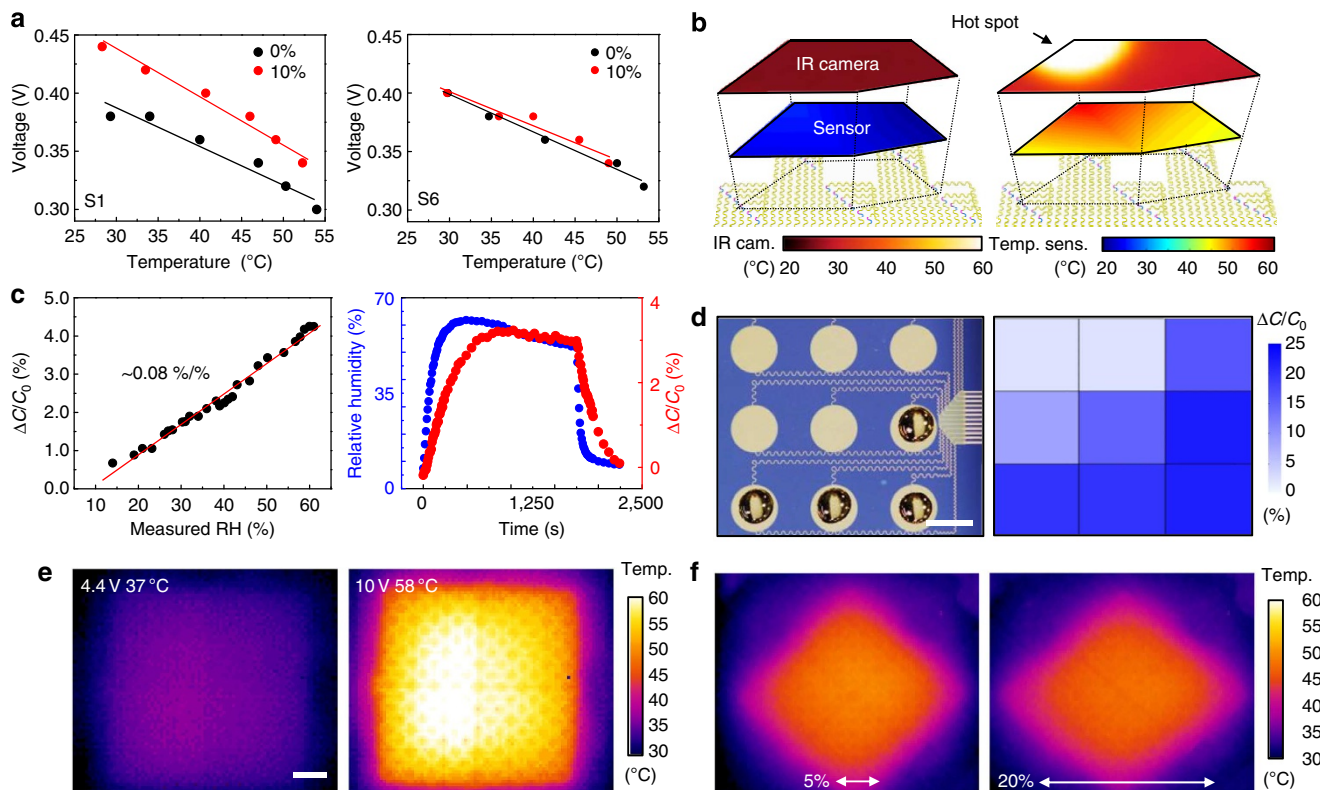 a
0.45
0.40
0.35
0.30
Voltage (V)
0%
10%
S1
25 30 35 40 45 50 55
Temperature (°C)
0.45
0.40
0.35
0.30
Voltage (V)
0%
10%
S6
25 30 35 40 45 50 55
Temperature (°C)
b
Hot spot
IR camera
Sensor
IR cam.
(°C) 20 30 40 50 60
Temp. sens.
(°C) 20 30 40 50 60
c
5.0
4.0
3.0
2.0
1.0
0.0
ΔC/C0 (%)
~0.08 %/%
10 20 30 40 50 60
Measured RH (%)
70
35
0
Relative humidity (%)
4
2
0
ΔC/C0 (%)
0 1,250 2,500
Time (s)
d
ΔC/C0
25
20
15
10
5
0
(%)
e
4.4 V 37 °C
10 V 58 °C
Temp.
60
55
50
45
40
35
30
(°C)
f
5%
20%
Temp.
60
55
50
45
40
35
30
(°C)